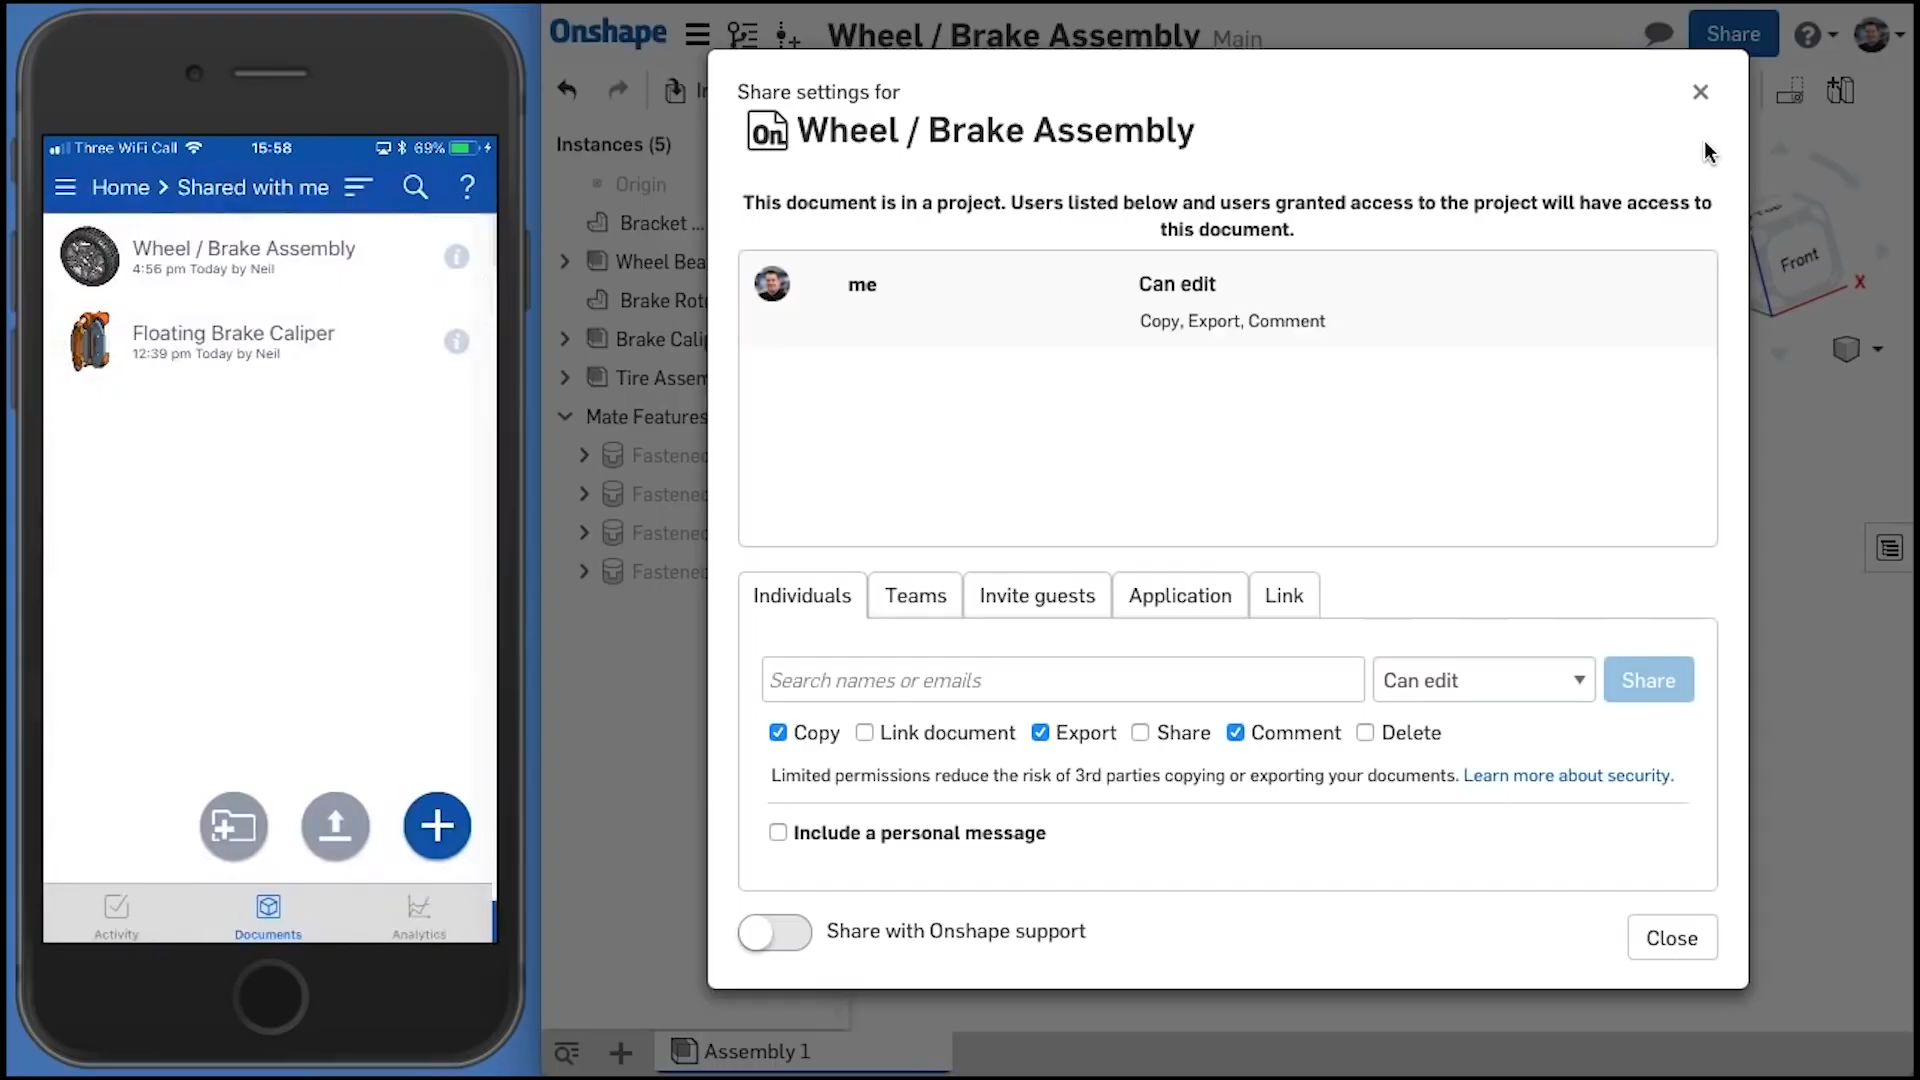 Three WiFi Call 15:58 69%
Home > Shared with me ?
Wheel / Brake Assembly
4:56 pm Today by Neil
Floating Brake Caliper
12:39 pm Today by Neil
Activity Documents Analytics
Onshape Wheel / Brake Assembly Main Share ?
Instances (5)
Origin
Bracket ...
Wheel Bea
Brake Rot
Brake Cali
Tire Assem
Mate Features
Fastened
Fastened
Fastened
Fastened
Assembly 1
Front
X
Share settings for
On Wheel / Brake Assembly
This document is in a project. Users listed below and users granted access to the project will have access to
this document.
me Can edit
Copy, Export, Comment
Individuals Teams Invite guests Application Link
Search names or emails Can edit Share
Copy Link document Export Share Comment Delete
Limited permissions reduce the risk of 3rd parties copying or exporting your documents. Learn more about security.
Include a personal message
Share with Onshape support Close